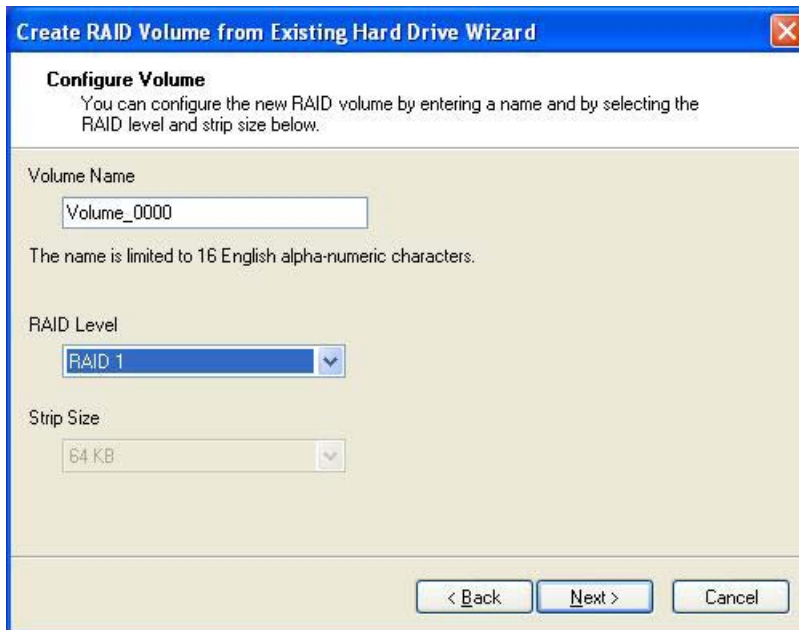 Create RAID Volume from Existing Hard Drive Wizard
Configure Volume
You can configure the new RAID volume by entering a name and by selecting the
RAID level and strip size below.
Volume Name
Volume_0000
The name is limited to 16 English alpha-numeric characters.
RAID Level
RAID 1
Strip Size
64 KB
< Back
Next >
Cancel